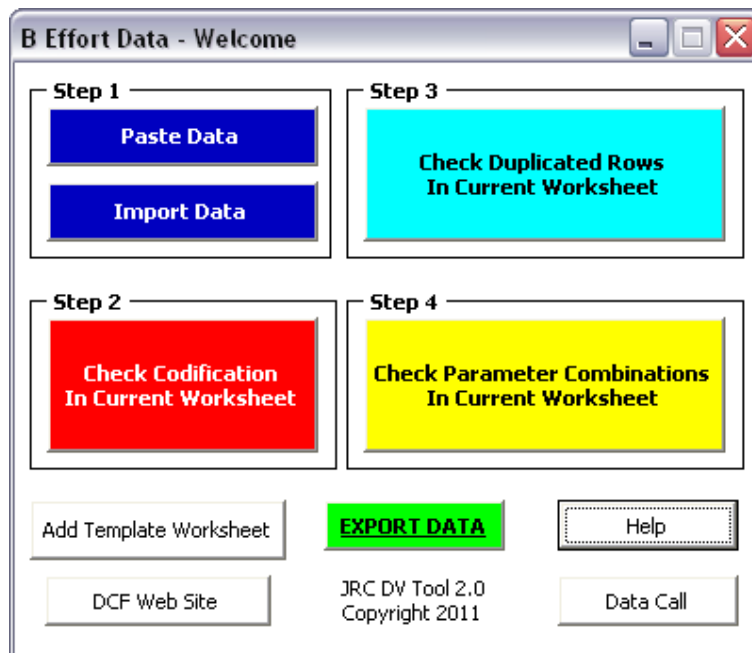 B Effort Data - Welcome
Step 1
Paste Data
Import Data
Step 3
Check Duplicated Rows
In Current Worksheet
Step 2
Check Codification
In Current Worksheet
Step 4
Check Parameter Combinations
In Current Worksheet
Add Template Worksheet
EXPORT DATA
Help
DCF Web Site
JRC DV Tool 2.0
Copyright 2011
Data Call